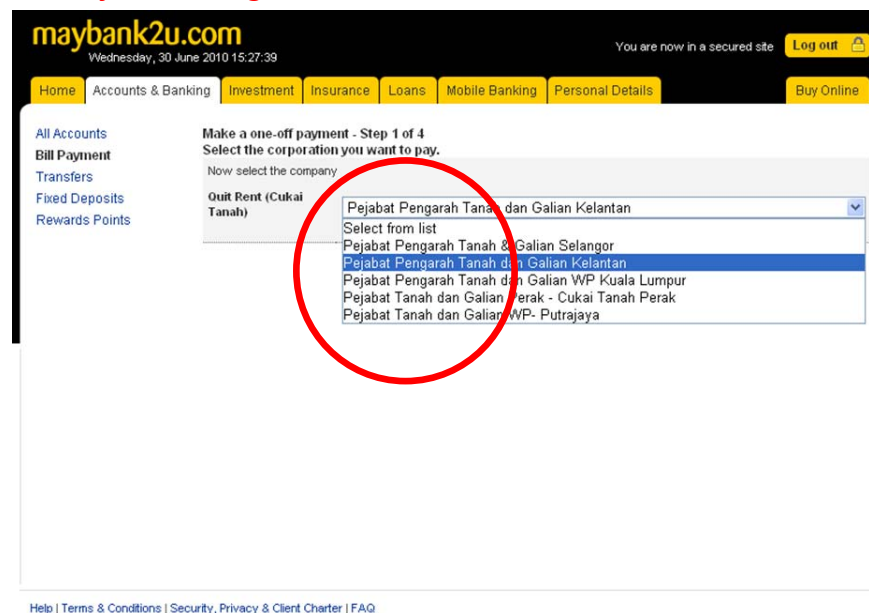 maybank2u.com
Wednesday, 30 June 2010 15:27:39
You are now in a secured site
Log out
Home
Accounts & Banking
Investment
Insurance
Loans
Mobile Banking
Personal Details
Buy Online
All Accounts
Bill Payment
Transfers
Fixed Deposits
Rewards Points
Make a one-off payment - Step 1 of 4
Select the corporation you want to pay.
Now select the company
Quit Rent (Cukai
Tanah)
Pejabat Pengarah Tanah dan Galian Kelantan
Select from list
Pejabat Pengarah Tanah & Galian Selangor
Pejabat Pengarah Tanah dan Galian Kelantan
Pejabat Pengarah Tanah dan Galian WP Kuala Lumpur
Pejabat Tanah dan Galian Perak - Cukai Tanah Perak
Pejabat Tanah dan Galian WP- Putrajaya
Help | Terms & Conditions | Security, Privacy & Client Charter | FAQ